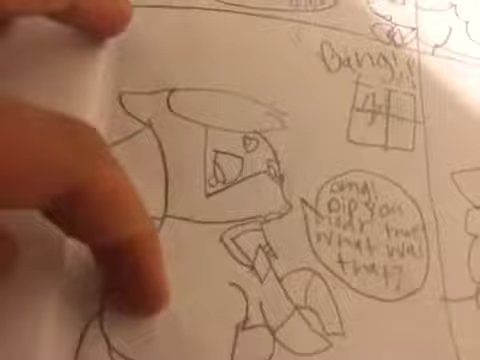 Bang!!
omg!
DiD you
hear that
What was
that?